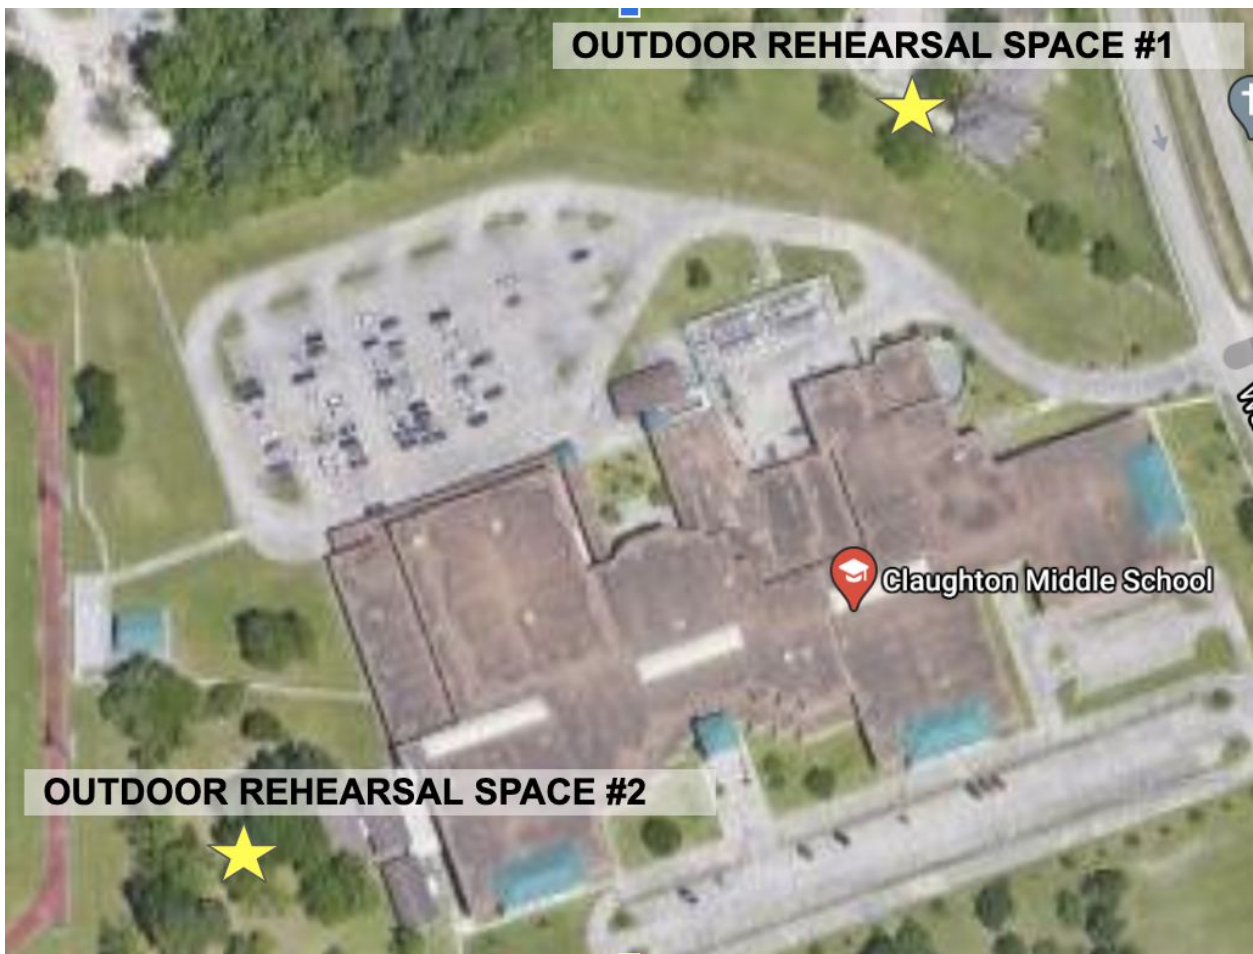 OUTDOOR REHEARSAL SPACE #1
Claughton Middle School
OUTDOOR REHEARSAL SPACE #2